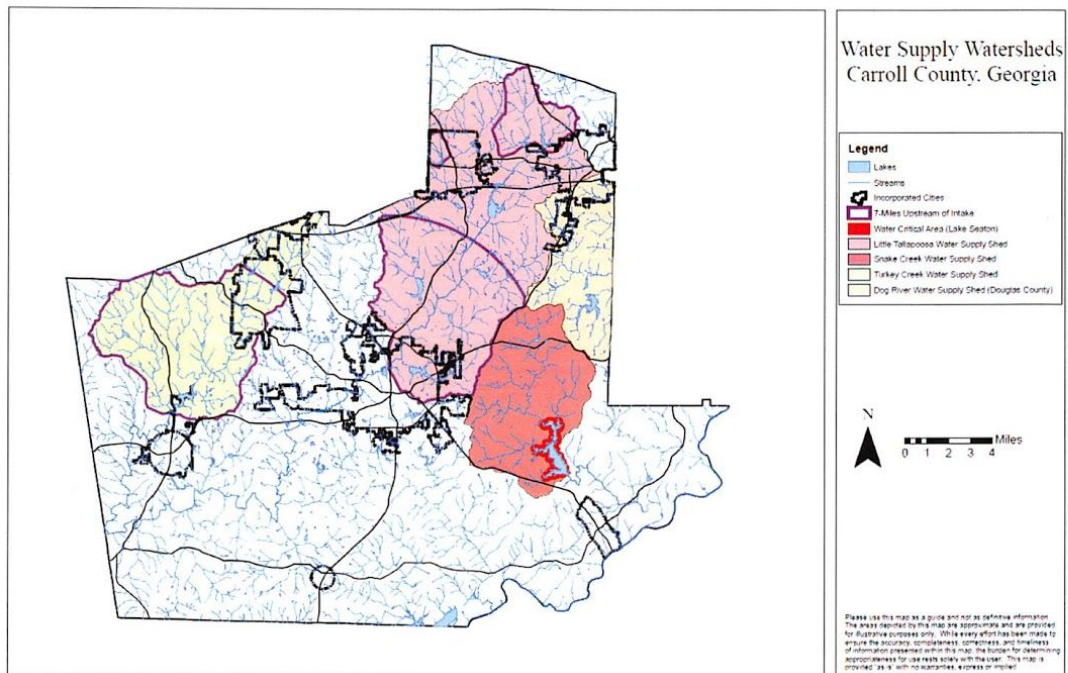 Water Supply Watersheds
Carroll County, Georgia
Legend
Lakes
Streams
Incorporated Cities
7-Miles Upstream of Intake
Water Critical Area (Lake Seaton)
Little Tallapoosa Water Supply Shed
Snake Creek Water Supply Shed
Turkey Creek Water Supply Shed
Dog River Water Supply Shed (Douglas County)
N
Miles
0 1 2 3 4
Please use this map as a guide and not as definitive information.
The areas depicted by this map are approximate and are provided
for illustrative purposes only. While every effort has been made to
ensure the accuracy, completeness, correctness, and timeliness
of information presented within this map, the burden for determining
appropriateness for use rests solely with the user. This map is
provided "as is" with no warranties, express or implied